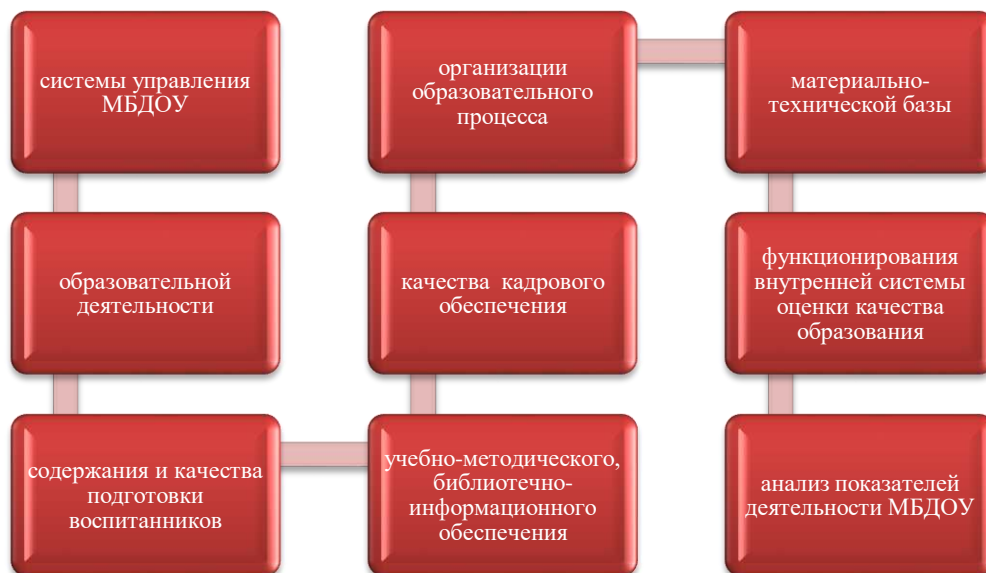 системы управления
МБДОУ
образовательной
деятельности
содержания и качества
подготовки
воспитанников
учебно-методического,
библиотечно-
информационного
обеспечения
качества кадрового
обеспечения
организации
образовательного
процесса
материально-
технической базы
функционирования
внутренней системы
оценки качества
образования
анализ показателей
деятельности МБДОУ